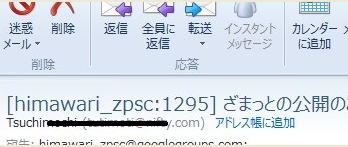 迷惑 削除 返信 全員に 転送 インスタント カレンダー
メール 返信 メッセージ に追加
削除 応答
[himawari_zpsc:1295] ざまっとの公開の
アドレス帳に追加
宛先: himawari_zpsc@googlegroups.com;